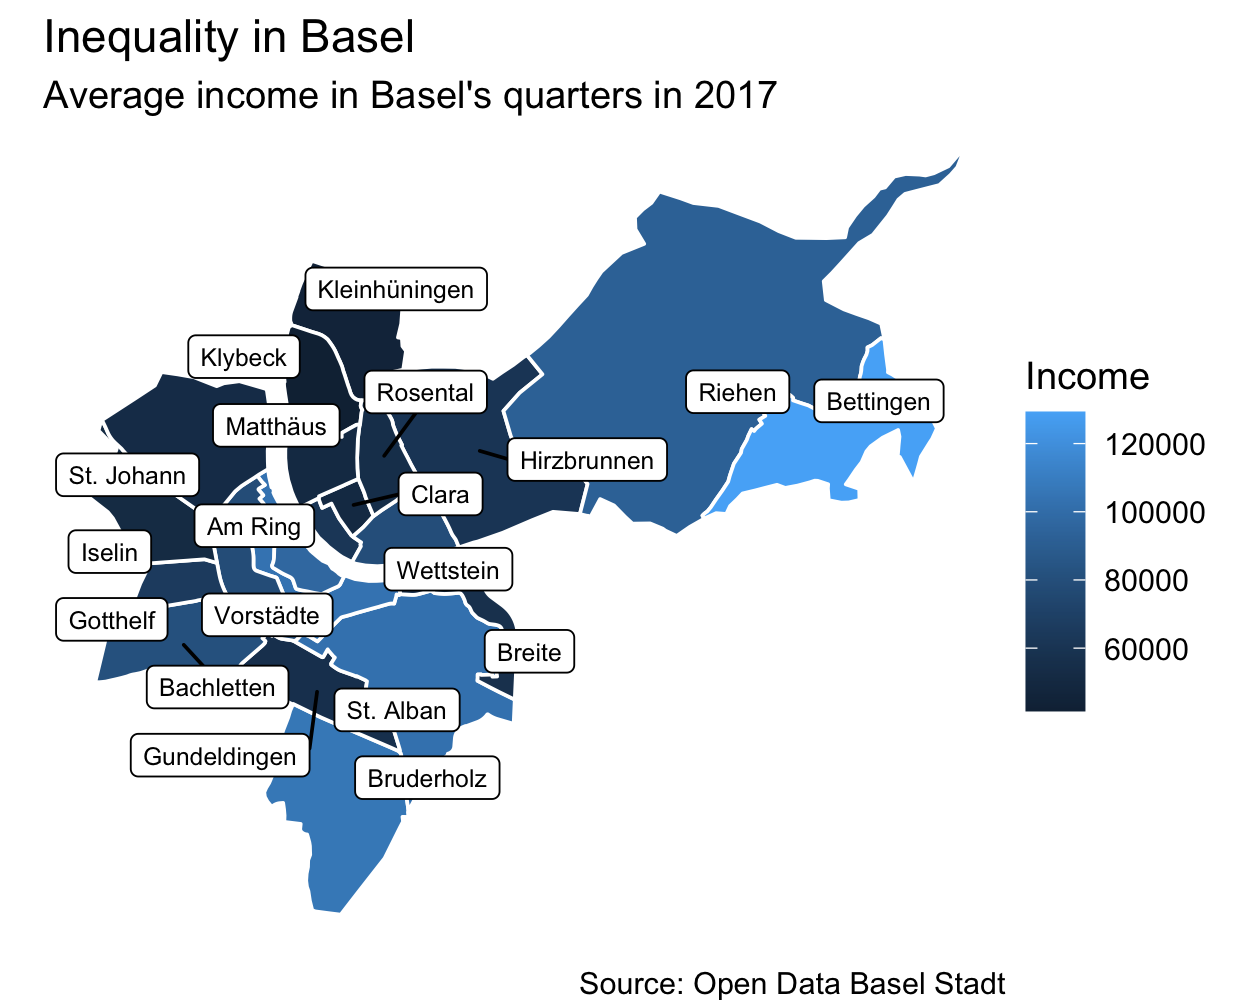 Inequality in Basel
Average income in Basel's quarters in 2017
Kleinhüningen
Klybeck
Rosental
Riehen
Bettingen
Matthäus
Hirzbrunnen
St. Johann
Clara
Am Ring
Iselin
Wettstein
Gotthelf
Vorstädte
Breite
Bachletten
St. Alban
Gundeldingen
Bruderholz
Income
120000
100000
80000
60000
Source: Open Data Basel Stadt